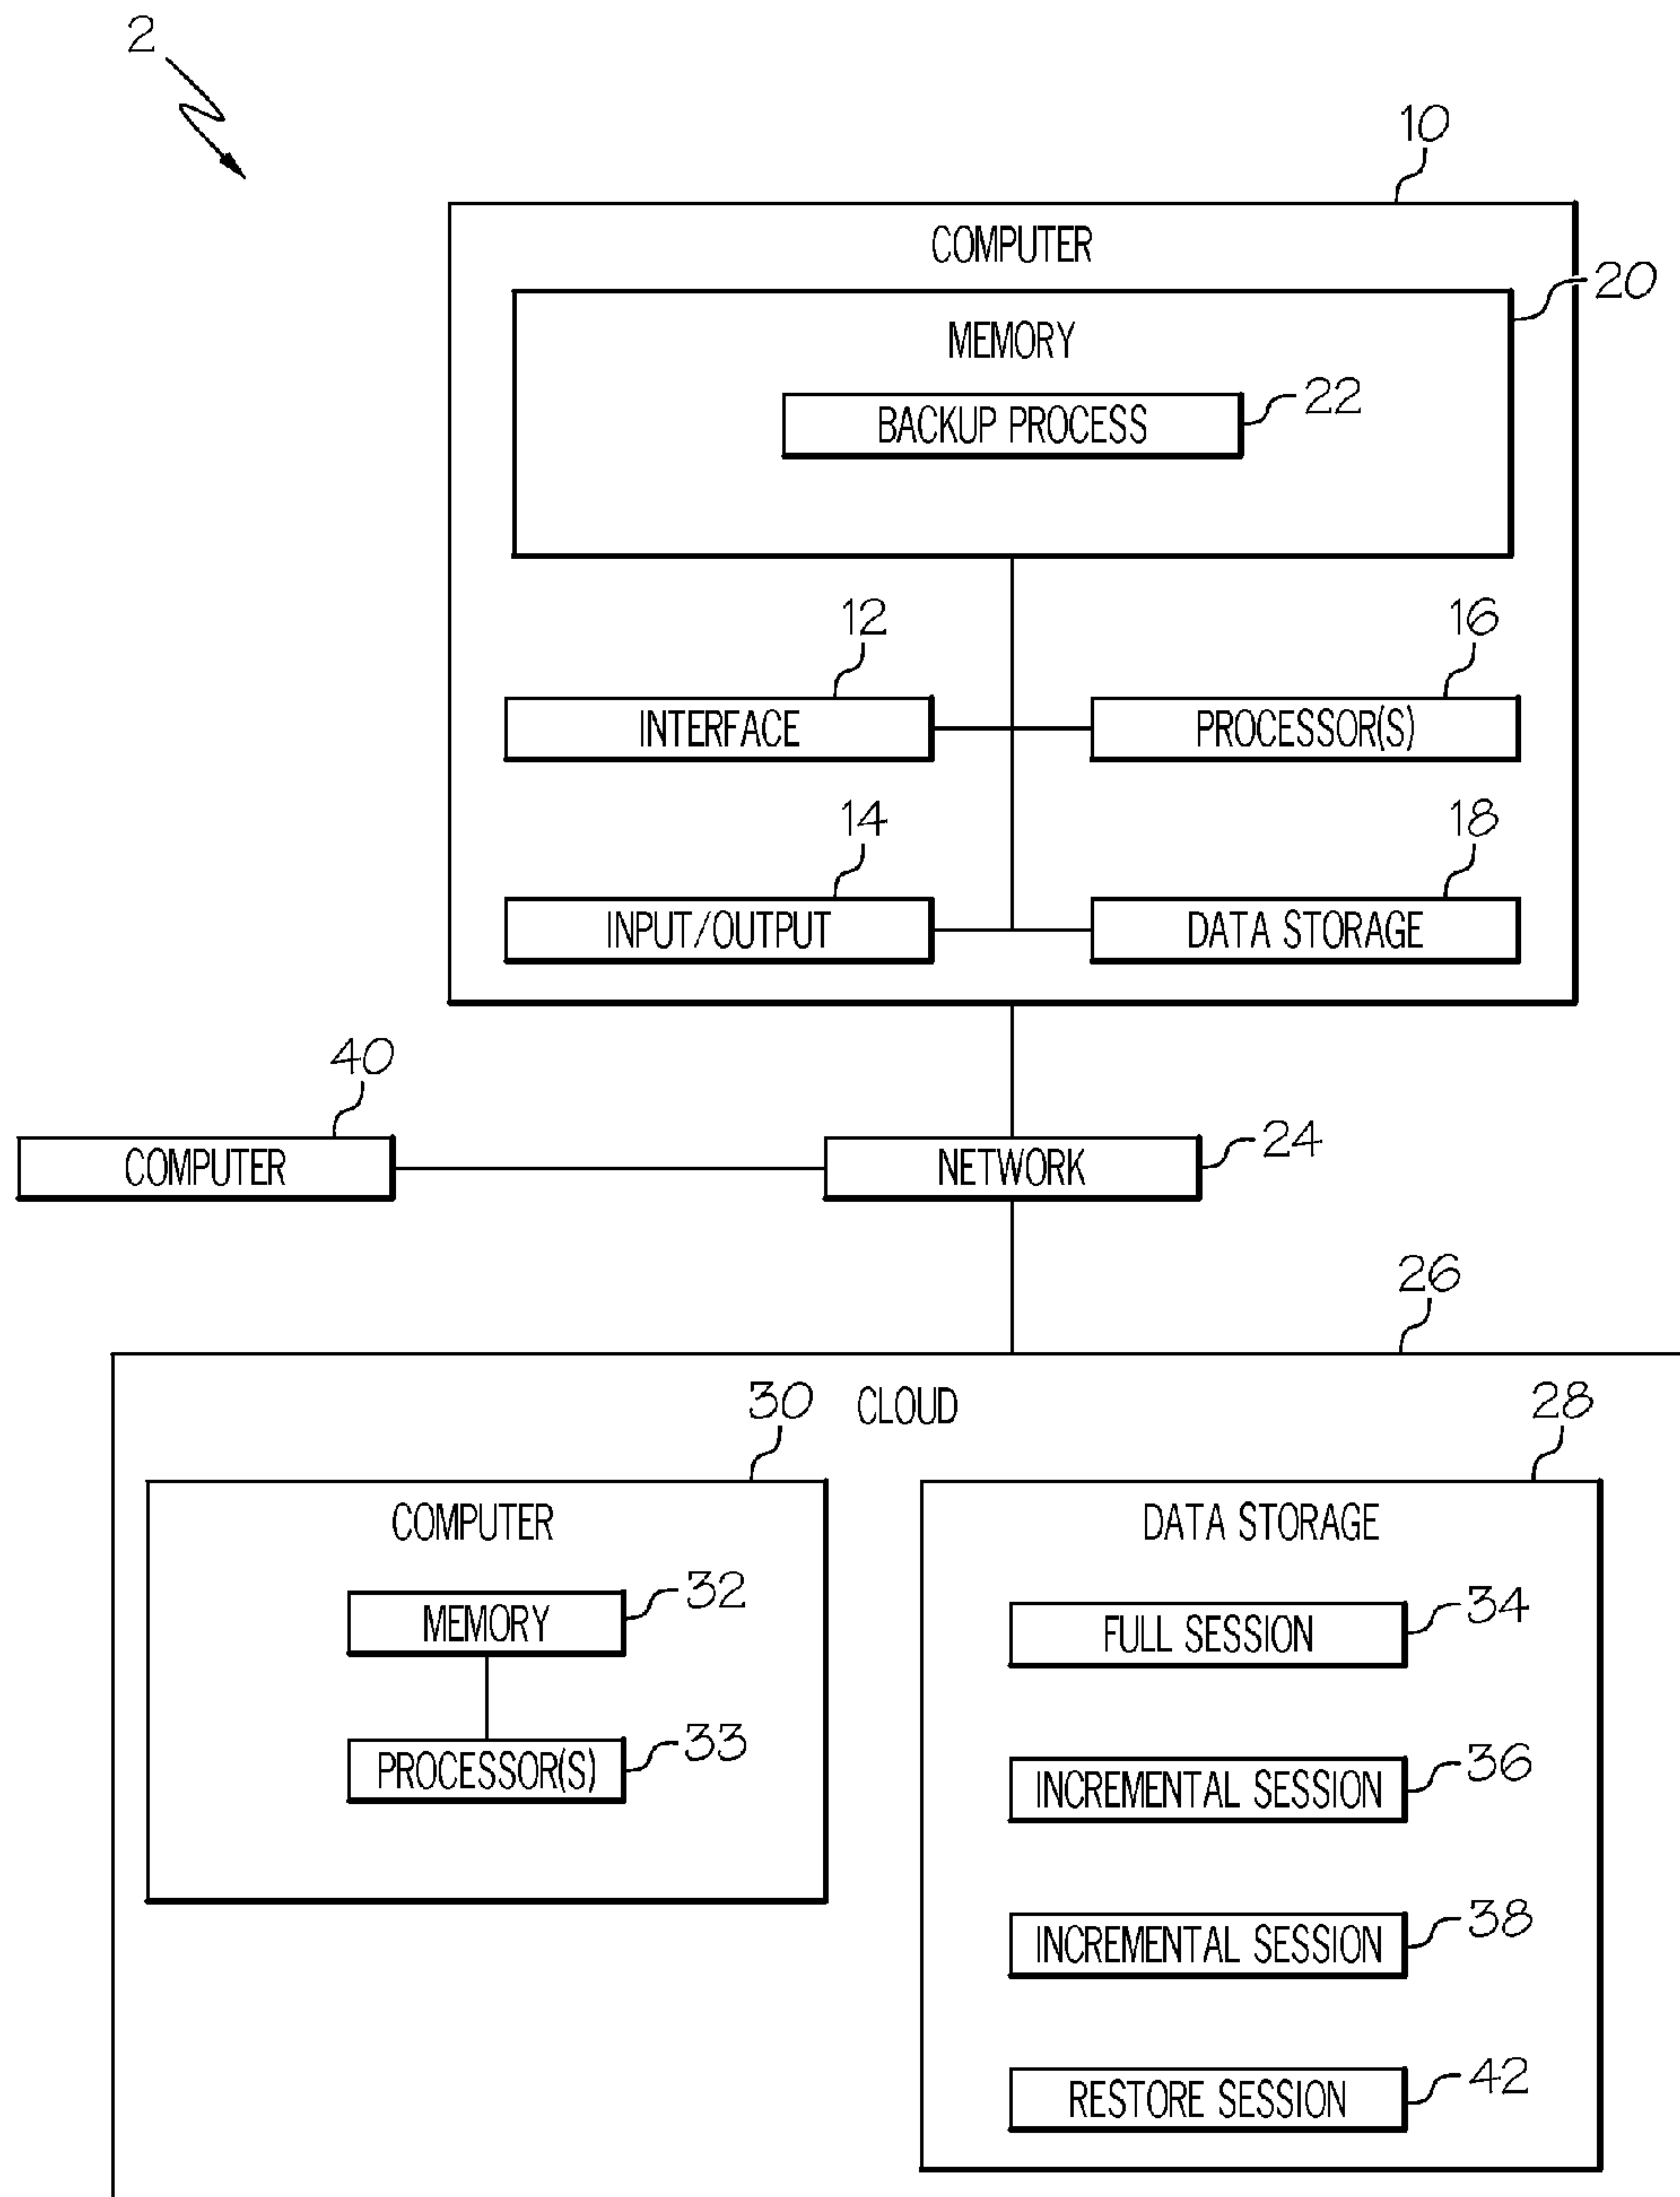 2
10
COMPUTER
20
MEMORY
22
BACKUP PROCESS
12
16
INTERFACE
PROCESSOR(S)
14
18
INPUT/OUTPUT
DATA STORAGE
40
24
COMPUTER
NETWORK
26
30
CLOUD
28
COMPUTER
DATA STORAGE
32
MEMORY
34
FULL SESSION
33
PROCESSOR(S)
36
INCREMENTAL SESSION
38
INCREMENTAL SESSION
42
RESTORE SESSION